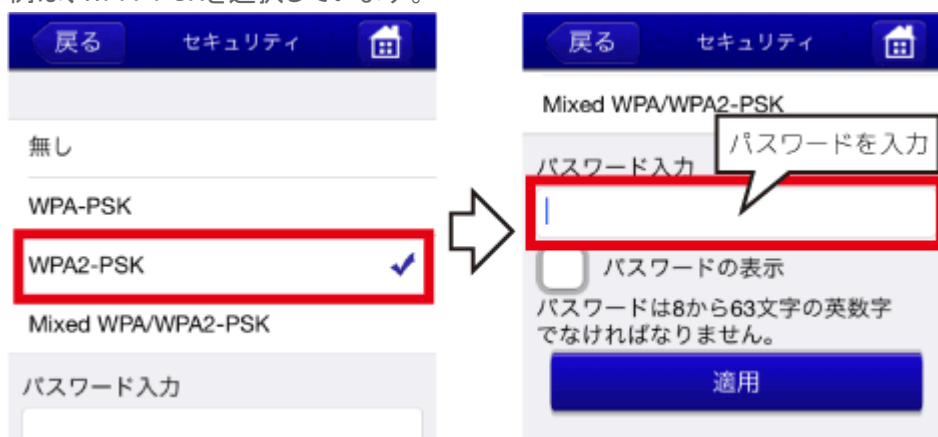 戻る
セキュリティ
無し
WPA-PSK
WPA2-PSK
Mixed WPA/WPA2-PSK
パスワード入力
戻る
セキュリティ
Mixed WPA/WPA2-PSK
パスワードを入力
パスワード入力
パスワードの表示
パスワードは8から63文字の英数字
でなければなりません。
適用